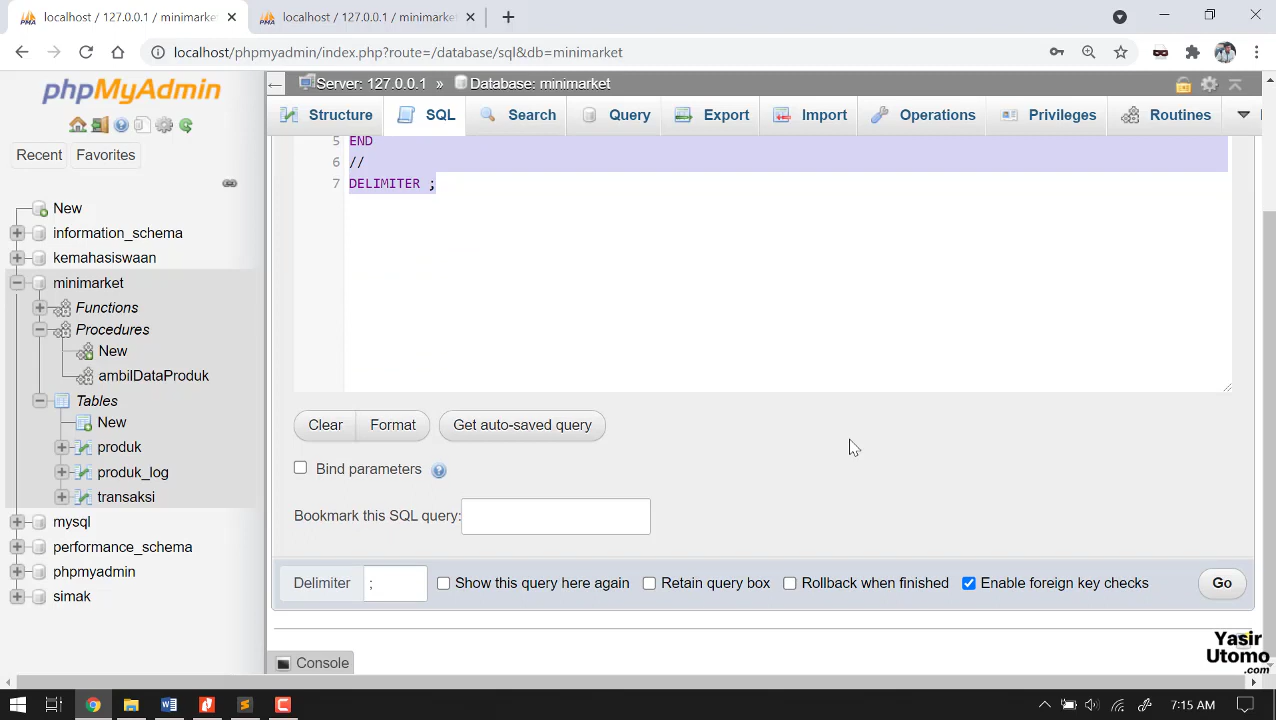 localhost / 127.0.0.1 / minimarke
localhost / 127.0.0.1 / minimarke
localhost/phpmyadmin/index.php?route=/database/sql&db=minimarket
phpMyAdmin
Server: 127.0.0.1 » Database: minimarket
Structure SQL Search Query Export Import Operations Privileges Routines
Recent Favorites
New
information_schema
kemahasiswaan
minimarket
Functions
Procedures
New
ambilDataProduk
Tables
New
produk
produk_log
transaksi
mysql
performance_schema
phpmyadmin
simak
5 END
6 //
7 DELIMITER ;
Clear Format Get auto-saved query
Bind parameters
Bookmark this SQL query:
Delimiter ; Show this query here again Retain query box Rollback when finished Enable foreign key checks Go
Console
Yasir
Utomo
.com
7:15 AM